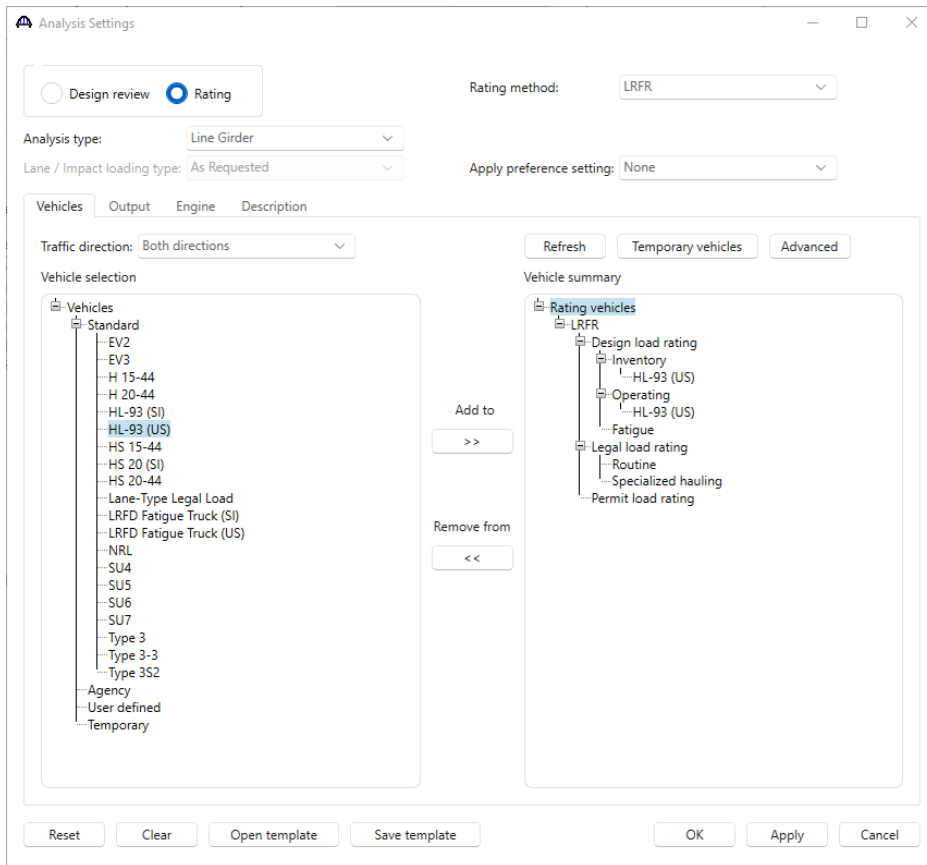 Analysis Settings
Design review
Rating
Rating method:
LRFR
Analysis type:
Line Girder
Lane / Impact loading type:
As Requested
Apply preference setting:
None
Vehicles
Output
Engine
Description
Traffic direction:
Both directions
Refresh
Temporary vehicles
Advanced
Vehicle selection
Vehicles
Standard
EV2
EV3
H 15-44
H 20-44
HL-93 (SI)
HL-93 (US)
HS 15-44
HS 20 (SI)
HS 20-44
Lane-Type Legal Load
LRFD Fatigue Truck (SI)
LRFD Fatigue Truck (US)
NRL
SU4
SU5
SU6
SU7
Type 3
Type 3-3
Type 3S2
Agency
User defined
Temporary
Add to
>>
Remove from
<<
Vehicle summary
Rating vehicles
LRFR
Design load rating
Inventory
HL-93 (US)
Operating
HL-93 (US)
Fatigue
Legal load rating
Routine
Specialized hauling
Permit load rating
Reset
Clear
Open template
Save template
OK
Apply
Cancel